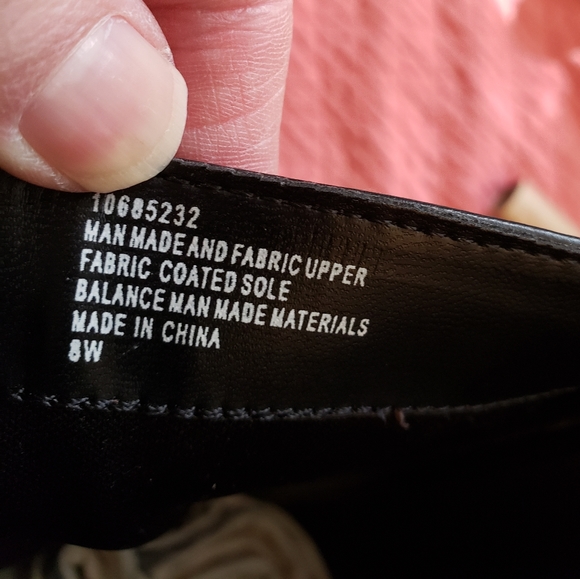 10685232
MAN MADE AND FABRIC UPPER
FABRIC COATED SOLE
BALANCE MAN MADE MATERIALS
MADE IN CHINA
8W